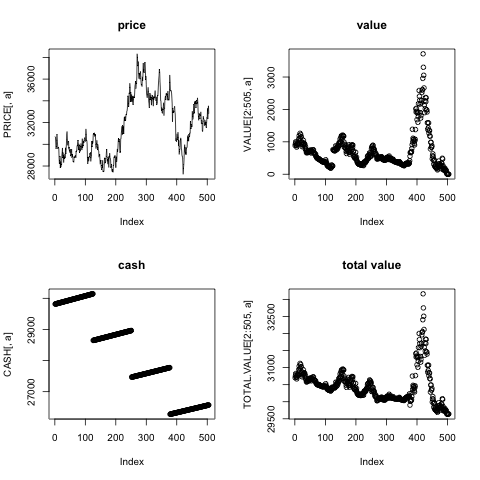 price
PRICE[, a]
28000 32000 36000
0 100 200 300 400 500
Index
value
VALUE[2:505, a]
0 1000 2000 3000
0 100 200 300 400 500
Index
cash
CASH[, a]
27000 29000
0 100 200 300 400 500
Index
total value
TOTAL.VALUE[2:505, a]
29500 31000 32500
0 100 200 300 400 500
Index